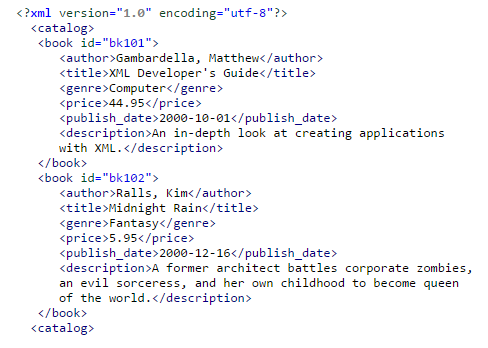 <?xml version="1.0" encoding="utf-8"?>
<catalog>
<book id="bk101">
<author>Gambardella, Matthew</author>
<title>XML Developer's Guide</title>
<genre>Computer</genre>
<price>44.95</price>
<publish_date>2000-10-01</publish_date>
<description>An in-depth look at creating applications
with XML.</description>
</book>
<book id="bk102">
<author>Ralls, Kim</author>
<title>Midnight Rain</title>
<genre>Fantasy</genre>
<price>5.95</price>
<publish_date>2000-12-16</publish_date>
<description>A former architect battles corporate zombies,
an evil sorceress, and her own childhood to become queen
of the world.</description>
</book>
<catalog>